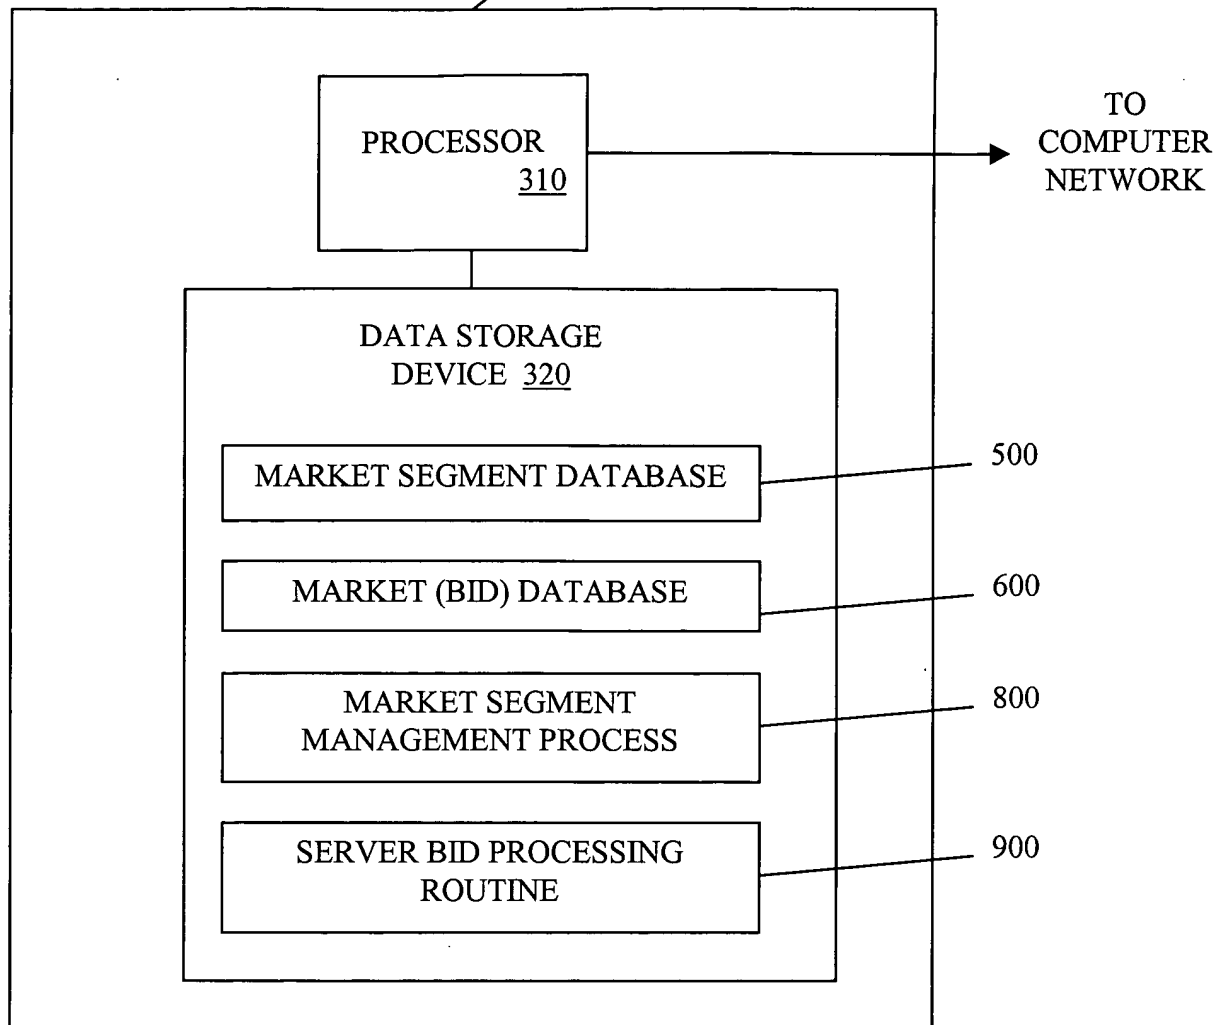 PROCESSOR
310
TO
COMPUTER
NETWORK
DATA STORAGE
DEVICE 320
MARKET SEGMENT DATABASE
500
MARKET (BID) DATABASE
600
MARKET SEGMENT
MANAGEMENT PROCESS
800
SERVER BID PROCESSING
ROUTINE
900